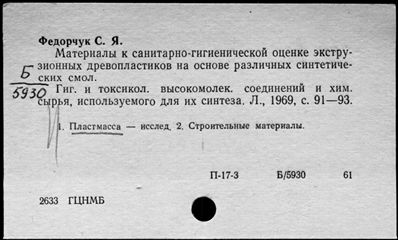 Федорчук С. Я.
Материалы к санитарно-гигиенической оценке экстру-
зионных древопластиков на основе различных синтетиче-
ских смол.
Б
5930
Гиг. и токсикол. высокомолек. соединений и хим.
сырья, используемого для их синтеза. Л., 1969, с. 91—93.
1. Пластмасса — исслед. 2. Строительные материалы.
П-17-3 Б/5930 61
2633 ГЦНМБ